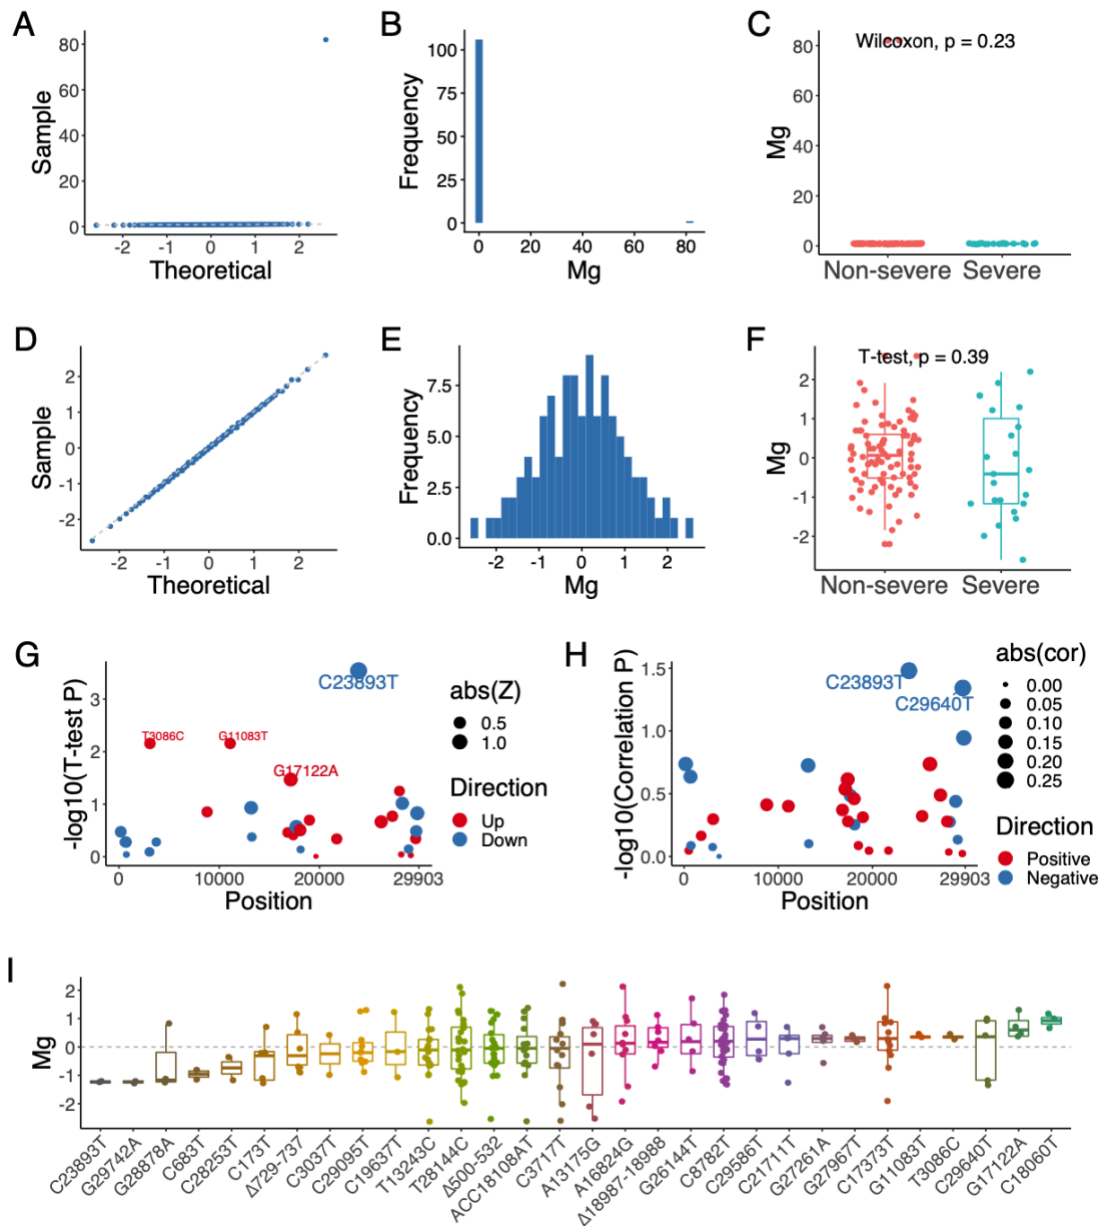 A
80
60
40
20
0
Sample
-2 -1 0 1 2
Theoretical
B
100
75
50
25
0
Frequency
0 20 40 60 80
Mg
C
80
60
40
20
0
Mg
Wilcoxon, p = 0.23
Non-severe Severe
D
2
1
0
-1
-2
Sample
-2 -1 0 1 2
Theoretical
E
7.5
5.0
2.5
0.0
Frequency
-2 -1 0 1 2
Mg
F
2
1
0
-1
-2
Mg
T-test, p = 0.39
Non-severe Severe
G
3
2
1
0
-log10(T-test P)
C23893T
T3086C
G11083T
G17122A
0 10000 20000 29903
Position
abs(Z)
0.5
1.0
Direction
Up
Down
H
1.5
1.0
0.5
0.0
-log10(Correlation P)
C23893T
C29640T
0 10000 20000 29903
Position
abs(cor)
0.00
0.05
0.10
0.15
0.20
0.25
Direction
Positive
Negative
I
2
1
0
-1
-2
Mg
C23893T
G29742A
G28878A
C683T
C28253T
C173T
Δ729-737
C3037T
C29095T
C19637T
T13243C
T28144C
Δ500-532
ACC18108AT
C3717T
A13175G
A16824G
Δ18987-18988
G26144T
C8782T
C29586T
C21711T
G27261A
G27967T
C17373T
G11083T
T3086C
C29640T
G17122A
C18060T